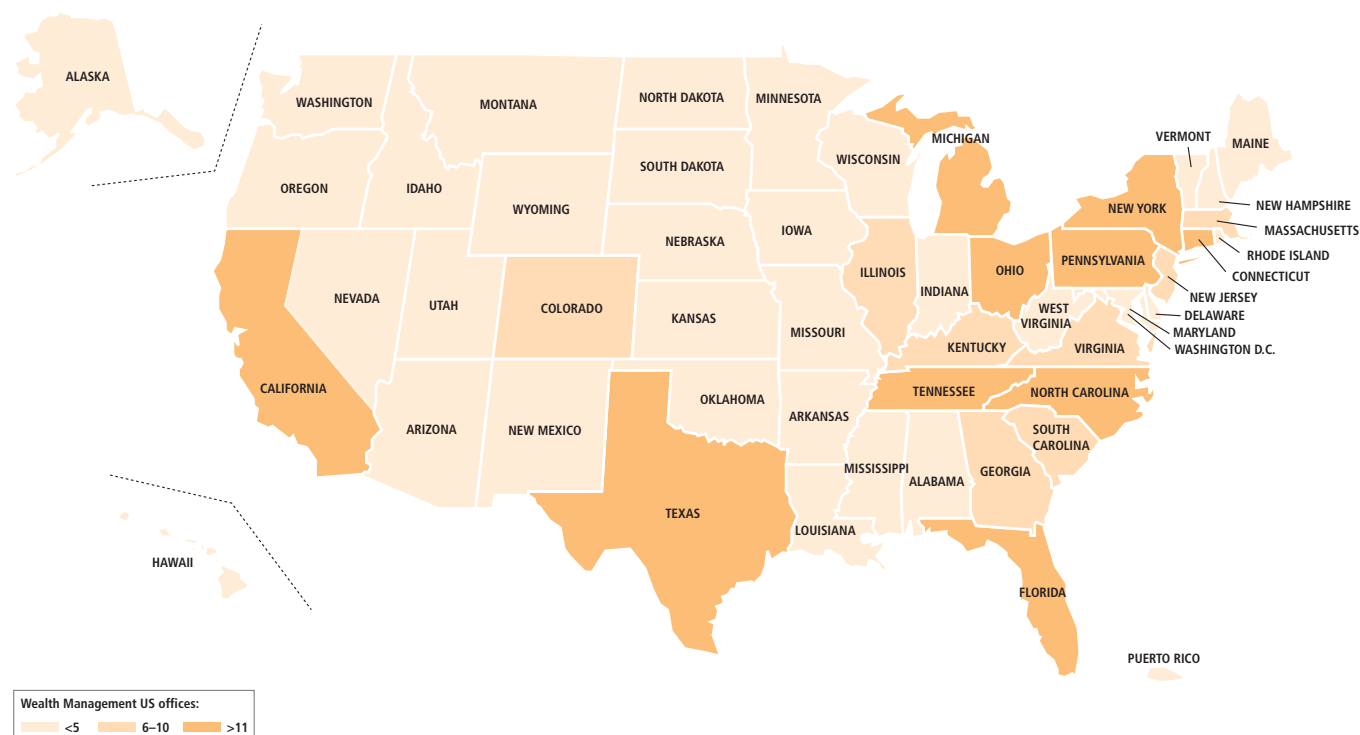 ALASKA
WASHINGTON
MONTANA
NORTH DAKOTA
MINNESOTA
MICHIGAN
VERMONT
MAINE
WISCONSIN
SOUTH DAKOTA
OREGON
IDAHO
WYOMING
NEW YORK
NEW HAMPSHIRE
MASSACHUSETTS
IOWA
NEBRASKA
RHODE ISLAND
PENNSYLVANIA
CONNECTICUT
ILLINOIS
OHIO
INDIANA
NEVADA
UTAH
COLORADO
NEW JERSEY
DELAWARE
WEST
VIRGINIA
KANSAS
MISSOURI
MARYLAND
WASHINGTON D.C.
KENTUCKY
VIRGINIA
CALIFORNIA
TENNESSEE
NORTH CAROLINA
OKLAHOMA
ARKANSAS
ARIZONA
NEW MEXICO
SOUTH
CAROLINA
MISSISSIPPI
GEORGIA
ALABAMA
TEXAS
LOUISIANA
HAWAII
FLORIDA
PUERTO RICO
Wealth Management US offices:
<5 6–10 >11